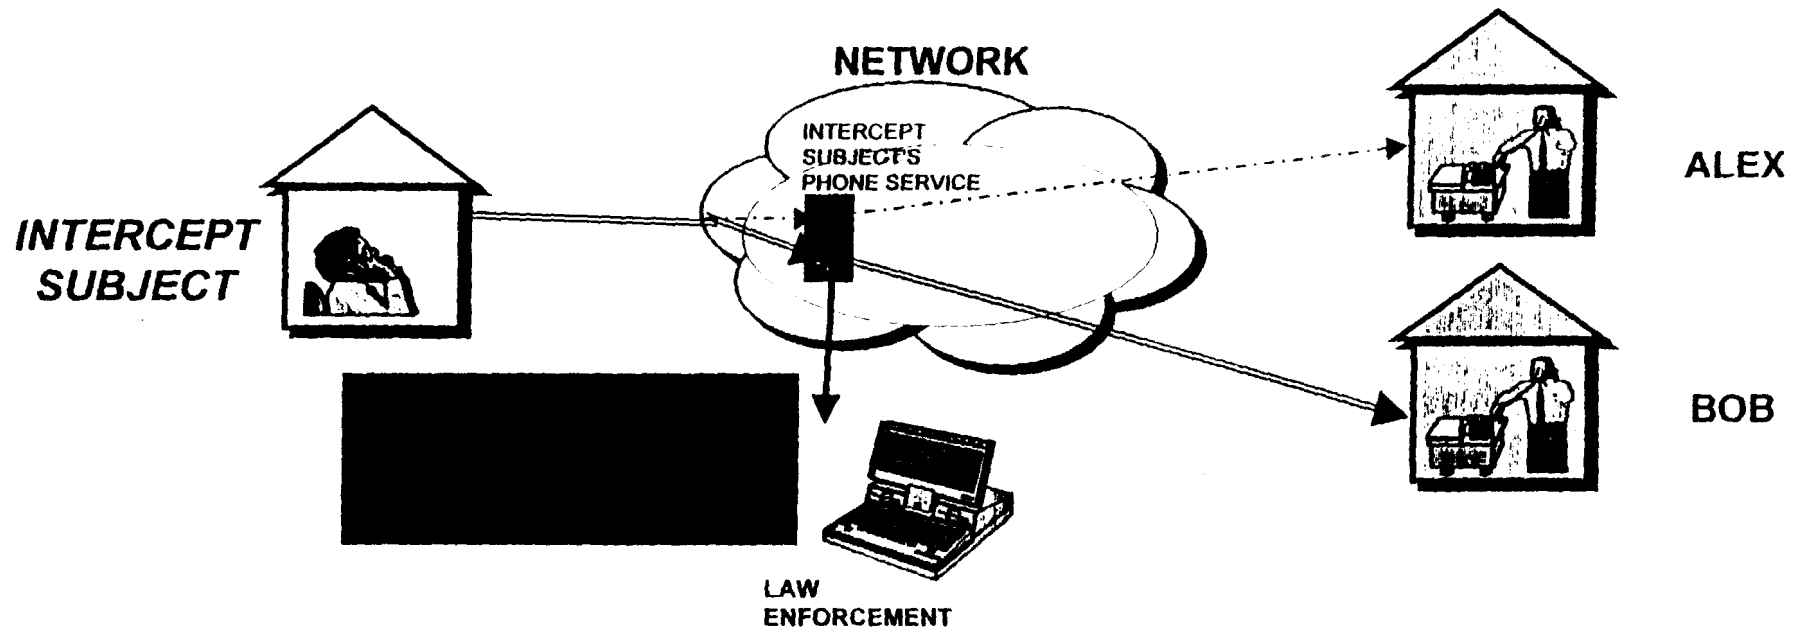 NETWORK
INTERCEPT
SUBJECT'S
PHONE SERVICE
INTERCEPT
SUBJECT
ALEX
BOB
LAW
ENFORCEMENT